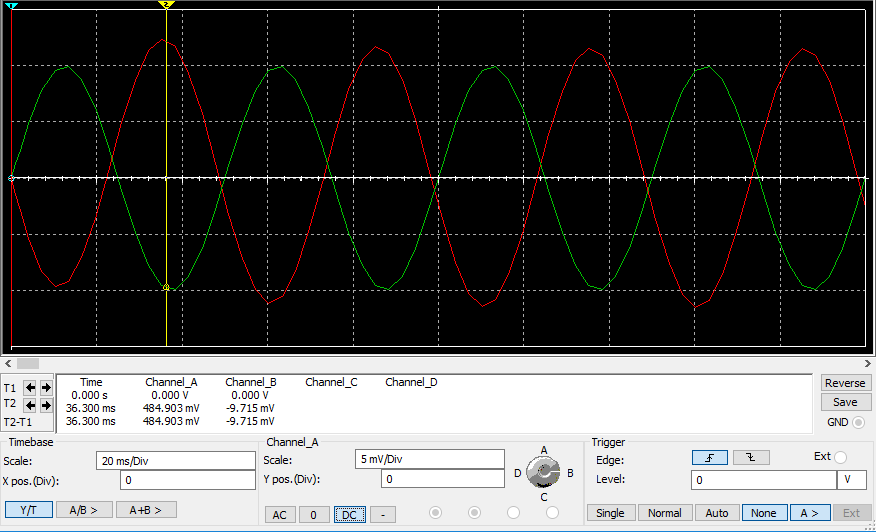 1
2
Time Channel_A Channel_B Channel_C Channel_D
T1 0.000 s 0.000 V 0.000 V
T2 36.300 ms 484.903 mV -9.715 mV
T2-T1 36.300 ms 484.903 mV -9.715 mV
Reverse
Save
GND
Timebase
Scale: 20 ms/Div
X pos.(Div): 0
Y/T A/B > A+B >
Channel_A
Scale: 5 mV/Div
Y pos.(Div): 0
AC 0 DC -
A
D B
C
Trigger
Edge: Ext
Level: 0 V
Single Normal Auto None A > Ext